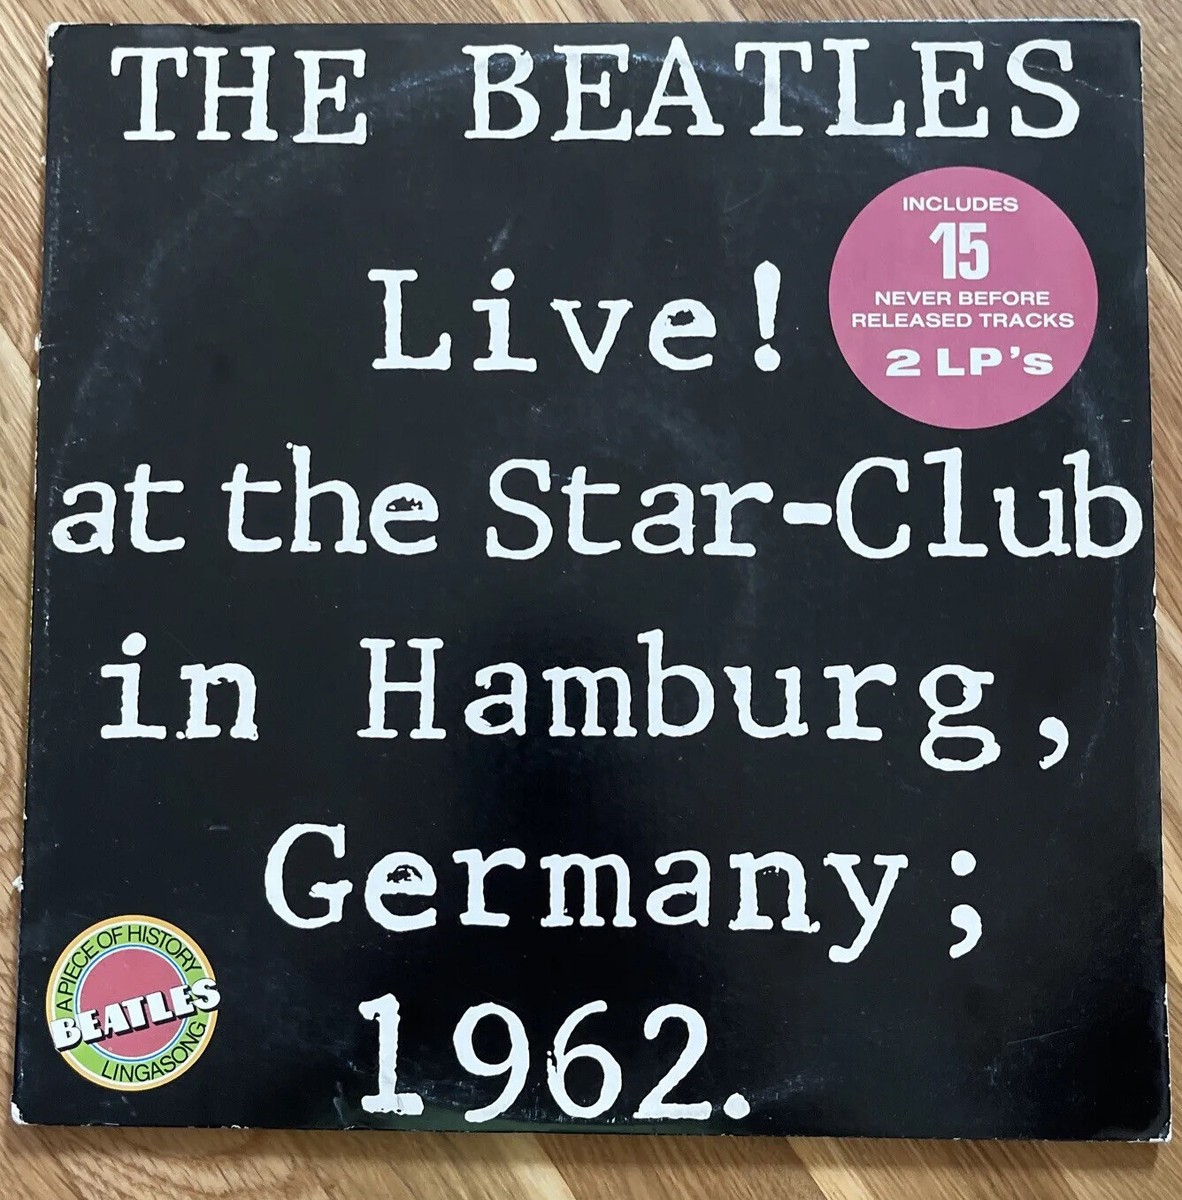 THE BEATLES
INCLUDES
15
NEVER BEFORE
RELEASED TRACKS
2 LP's
Live!
at the Star-Club
in Hamburg,
Germany;
1962.
A PIECE OF HISTORY
BEATLES
LINGASONG